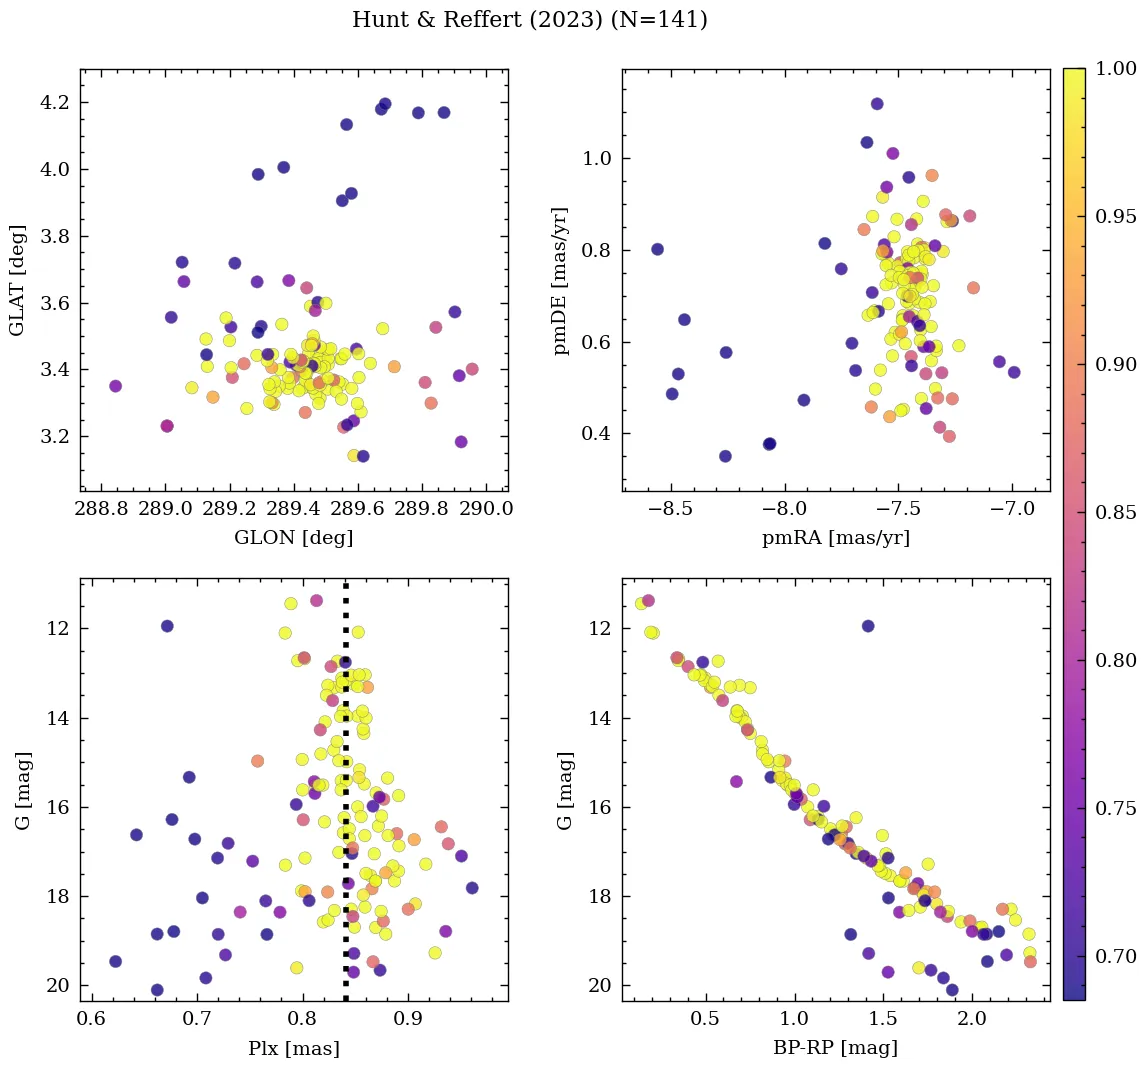 Hunt & Reffert (2023) (N=141)
4.2
4.0
3.8
3.6
3.4
3.2
GLAT [deg]
288.8 289.0 289.2 289.4 289.6 289.8 290.0
GLON [deg]
1.0
0.8
0.6
0.4
pmDE [mas/yr]
−8.5 −8.0 −7.5 −7.0
pmRA [mas/yr]
12
14
16
18
20
G [mag]
0.6 0.7 0.8 0.9
Plx [mas]
12
14
16
18
20
G [mag]
0.5 1.0 1.5 2.0
BP-RP [mag]
1.00
0.95
0.90
0.85
0.80
0.75
0.70